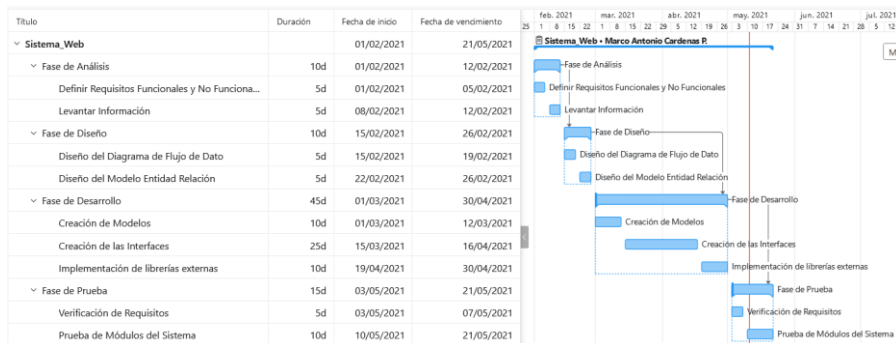 Título Duración Fecha de inicio Fecha de vencimiento
feb. 2021 mar. 2021 abr. 2021 may. 2021 jun. 2021 jul. 2021
25 1 8 15 22 1 8 15 22 29 5 12 19 26 3 10 17 24 31 7 14 21 28 5 12
Sistema_Web 01/02/2021 21/05/2021
Sistema_Web • Marco Antonio Cardenas P.
M
Fase de Análisis 10d 01/02/2021 12/02/2021 Fase de Análisis
Definir Requisitos Funcionales y No Funciona... 5d 01/02/2021 05/02/2021 Definir Requisitos Funcionales y No Funcionales
Levantar Información 5d 08/02/2021 12/02/2021 Levantar Información
Fase de Diseño 10d 15/02/2021 26/02/2021 Fase de Diseño
Diseño del Diagrama de Flujo de Dato 5d 15/02/2021 19/02/2021 Diseño del Diagrama de Flujo de Dato
Diseño del Modelo Entidad Relación 5d 22/02/2021 26/02/2021 Diseño del Modelo Entidad Relación
Fase de Desarrollo 45d 01/03/2021 30/04/2021 Fase de Desarrollo
Creación de Modelos 10d 01/03/2021 12/03/2021 Creación de Modelos
Creación de las Interfaces 25d 15/03/2021 16/04/2021 Creación de las Interfaces
Implementación de librerías externas 10d 19/04/2021 30/04/2021 Implementación de librerías externas
Fase de Prueba 15d 03/05/2021 21/05/2021 Fase de Prueba
Verificación de Requisitos 5d 03/05/2021 07/05/2021 Verificación de Requisitos
Prueba de Módulos del Sistema 10d 10/05/2021 21/05/2021 Prueba de Módulos del Sistema